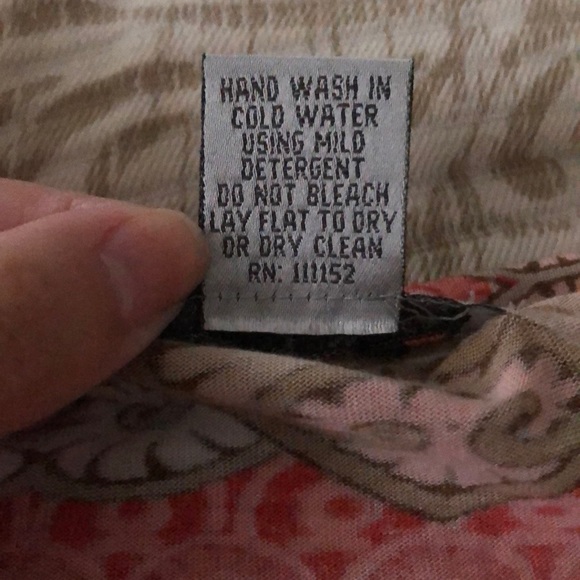 HAND WASH IN
COLD WATER
USING MILD
DETERGENT
DO NOT BLEACH
LAY FLAT TO DRY
OR DRY CLEAN
RN: 111152